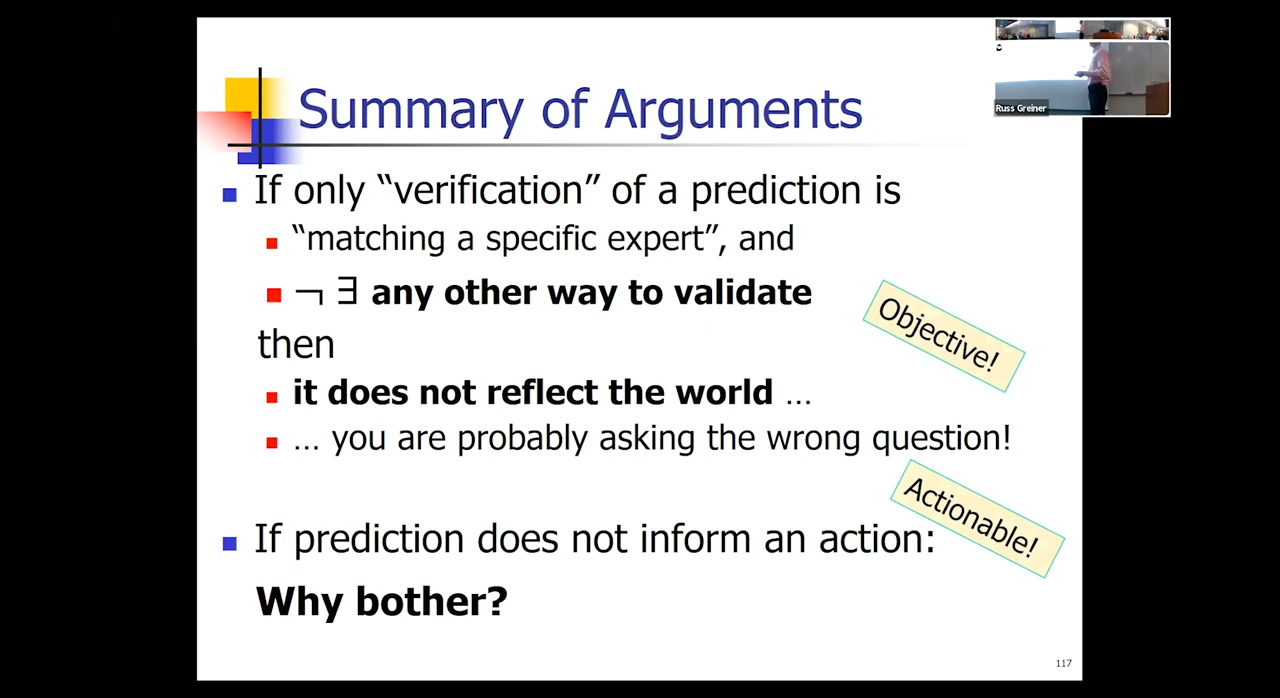 Summary of Arguments
Russ Greiner
If only “verification” of a prediction is
“matching a specific expert”, and
¬ ∃ any other way to validate
Objective!
then
it does not reflect the world ...
... you are probably asking the wrong question!
Actionable!
If prediction does not inform an action:
Why bother?
117